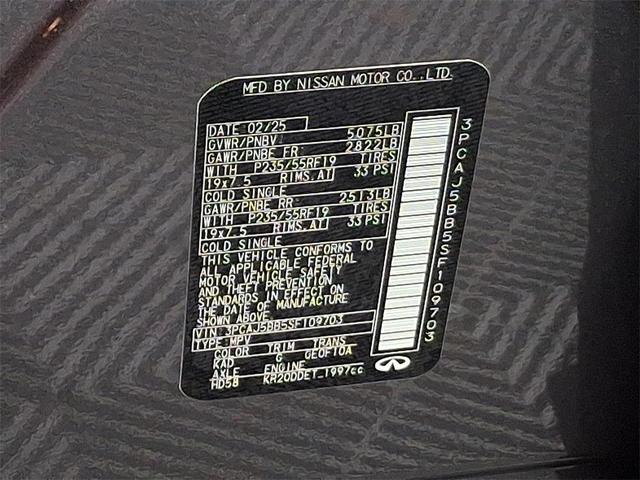 MFD BY NISSAN MOTOR CO., LTD.
DATE 02/25
GVWR/PNBV 5075LB
GAWR/PNBE FR 2822LB
WITH P235/55RF19 TIRES
19x7.5 RIMS,AT 33 PSI
COLD SINGLE
GAWR/PNBE RR 2513LB
WITH P235/55RF19 TIRES
19x7.5 RIMS,AT 33 PSI
COLD SINGLE
THIS VEHICLE CONFORMS TO
ALL APPLICABLE FEDERAL
MOTOR VEHICLE SAFETY
AND THEFT PREVENTION
STANDARDS IN EFFECT ON
THE DATE OF MANUFACTURE
SHOWN ABOVE
VIN 3PCAJ5BB5SF109703
TYPE MPV
COLOR TRIM TRANS
KAD G GE0F10A
AXLE ENGINE
HD58 KR20DDET 1997cc
3PCAJ5BB5SF109703